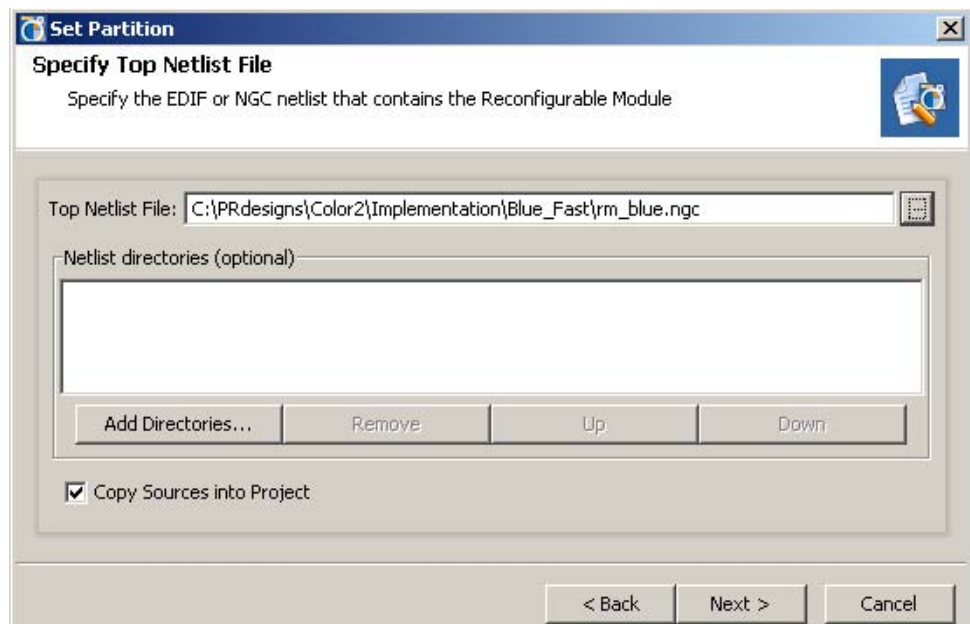 Set Partition
Specify Top Netlist File
Specify the EDIF or NGC netlist that contains the Reconfigurable Module
Top Netlist File: C:\PRdesigns\Color2\Implementation\Blue_Fast\rm_blue.ngc ...
Netlist directories (optional)
Add Directories... Remove Up Down
Copy Sources into Project
< Back Next > Cancel